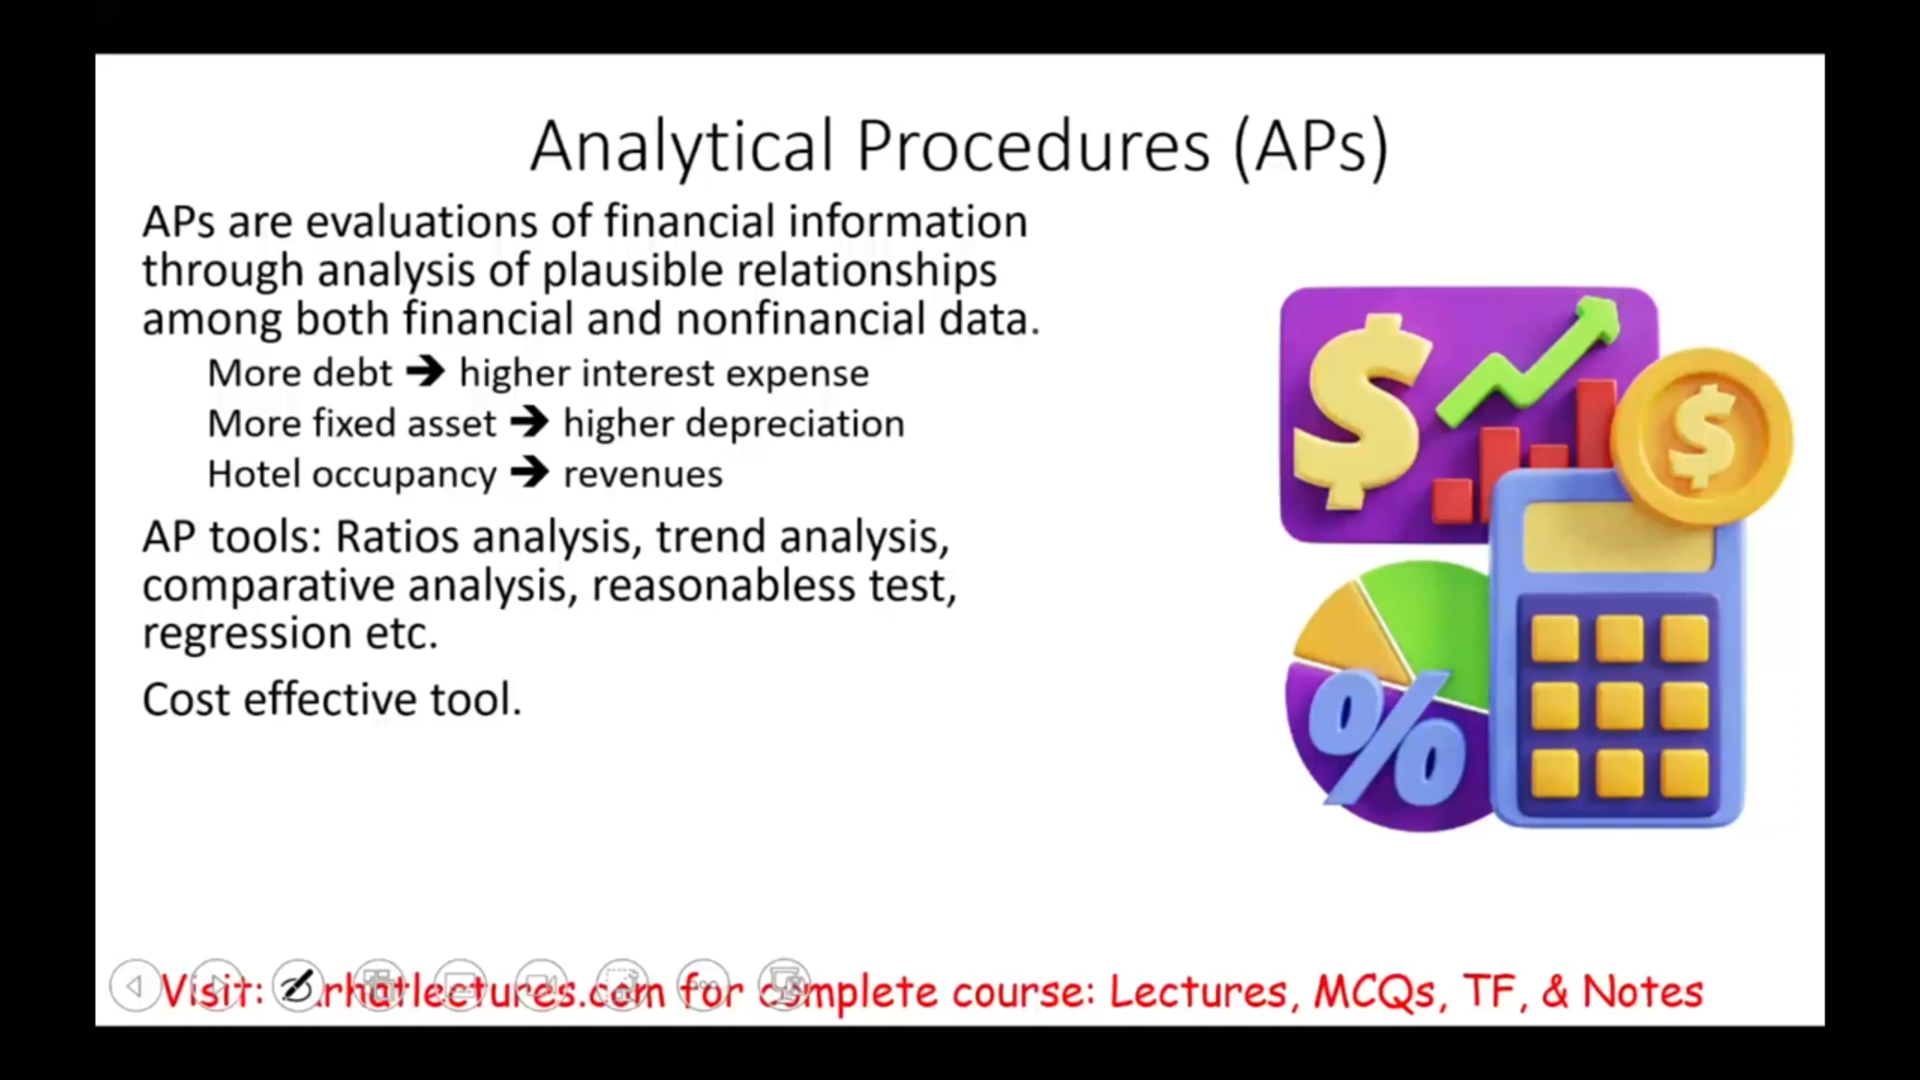 Analytical Procedures (APs)
APs are evaluations of financial information
through analysis of plausible relationships
among both financial and nonfinancial data.
More debt ➔ higher interest expense
More fixed asset ➔ higher depreciation
Hotel occupancy ➔ revenues
AP tools: Ratios analysis, trend analysis,
comparative analysis, reasonabless test,
regression etc.
Cost effective tool.
$ $
%
Visit: for complete course: Lectures, MCQs, TF, & Notes